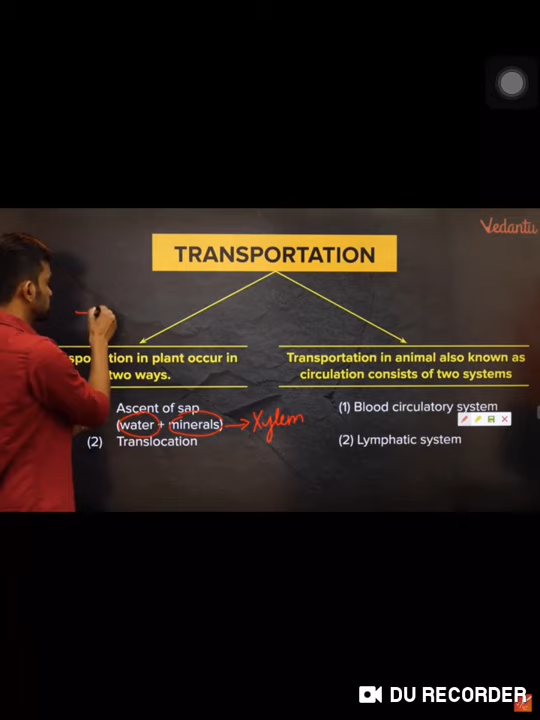 Vedantu
TRANSPORTATION
spo tion in plant occur in
two ways.
Ascent of sap
(water + minerals) → Xylem
(2) Translocation
Transportation in animal also known as
circulation consists of two systems
(1) Blood circulatory system
(2) Lymphatic system
DU RECORDER